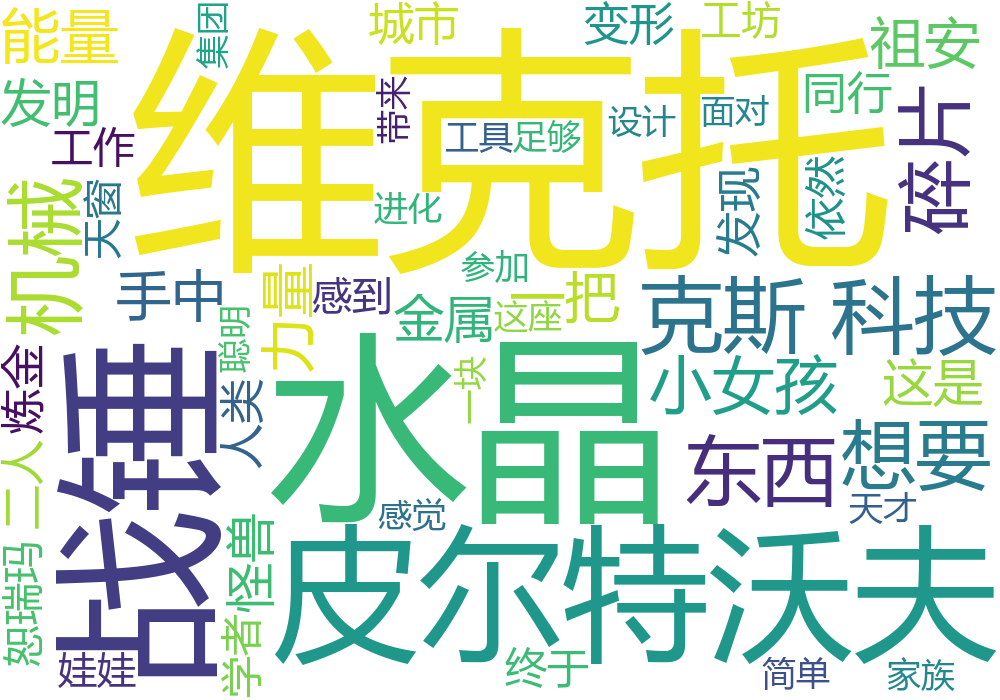 能量
集团
城市
变形
工坊
祖安
发明
工作
维克托
带来
工具
足够
设计
面对
同行
碎片
机械
天窗
进化
发现
依然
手中
力量
感到
参加
一把
金属
这座
克斯 科技
炼金
聪明
人类
一块
小女孩
这是
战锤
水晶
东西
想要
二人
感觉
天才
恕瑞玛
怪兽
皮尔特沃夫
娃娃
学者
终于
简单
家族